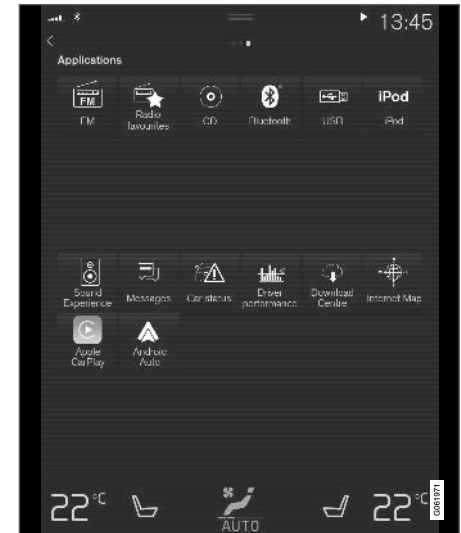 13:45
Applications
FM
iPod
FM
Radio
favourites
CD
Bluetooth
USB
iPod
Sound
Experience
Messages
Car status
Driver
performance
Download
Centre
Internet Map
Apple
CarPlay
Android
Auto
22°C
AUTO
22°C
G061971